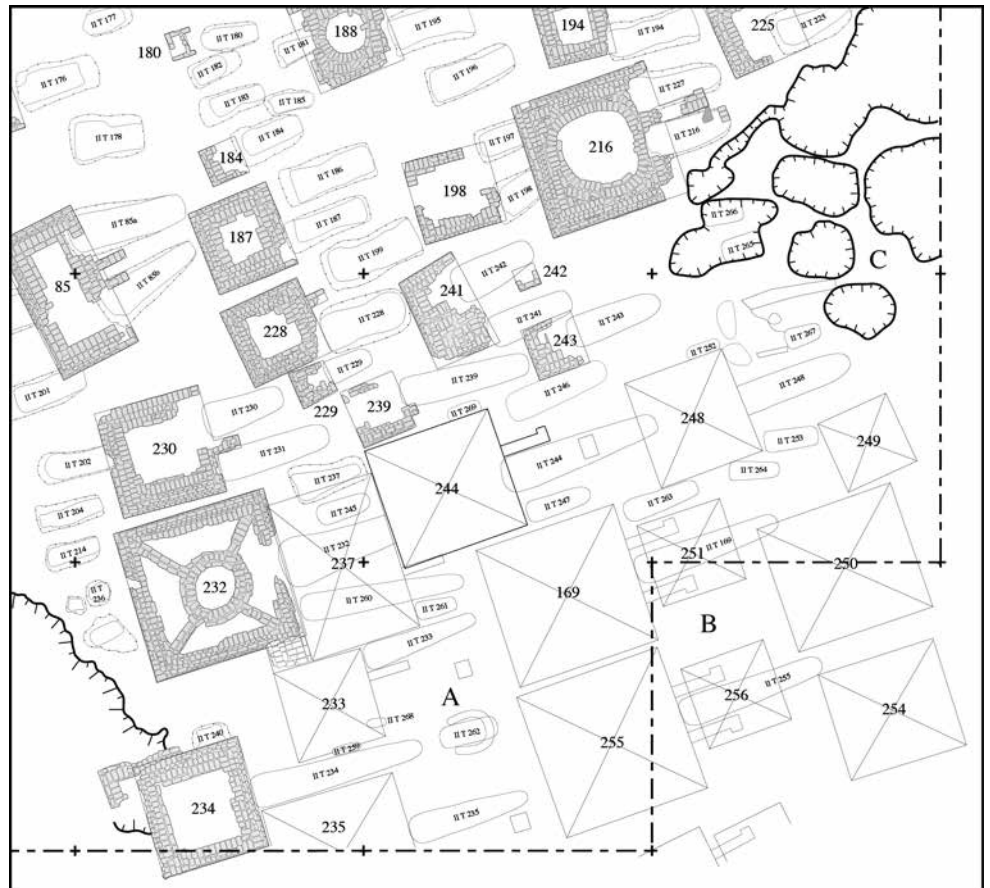 II T 177
II T 180
180
II T 181
188
II T 195
194
II T 194
225
II T 225
II T 176
II T 182
II T 196
II T 183
II T 185
II T 227
II T 178
II T 184
184
II T 197
216
II T 216
II T 186
198
II T 198
II T 85a
187
II T 187
II T 266
II T 199
II T 265
85
II T 85b
II T 242
242
C
241
228
II T 228
II T 241
II T 243
243
II T 267
II T 252
II T 229
229
II T 201
II T 239
239
II T 246
II T 248
II T 230
II T 269
248
230
II T 231
II T 253
249
II T 202
II T 244
II T 264
II T 237
244
II T 204
II T 245
II T 247
II T 263
II T 214
II T 232
251
II T 169
237
250
232
169
II T 236
II T 260
II T 261
B
II T 233
II T 255
A
256
233
254
II T 268
II T 240
II T 262
255
II T 259
II T 234
234
II T 235
235